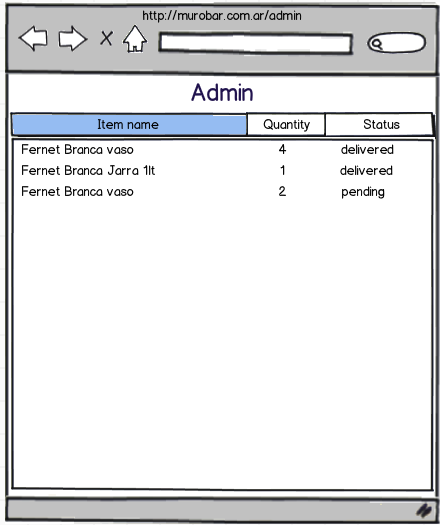 http://murobar.com.ar/admin
Admin
Item name Quantity Status
Fernet Branca vaso 4 delivered
Fernet Branca Jarra 1lt 1 delivered
Fernet Branca vaso 2 pending